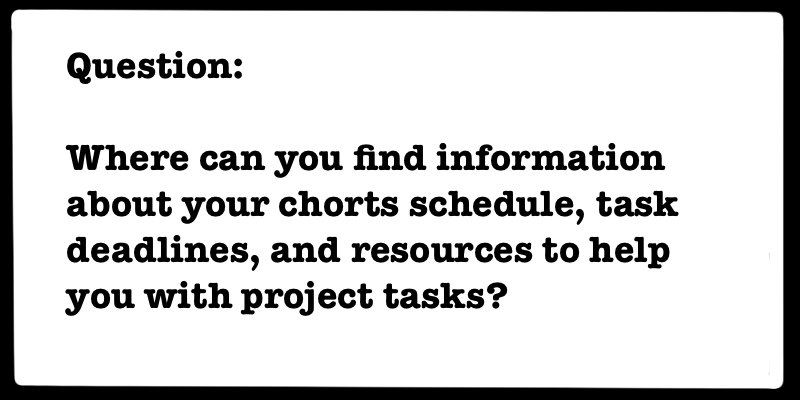 Question:
Where can you find information
about your chorts schedule, task
deadlines, and resources to help
you with project tasks?